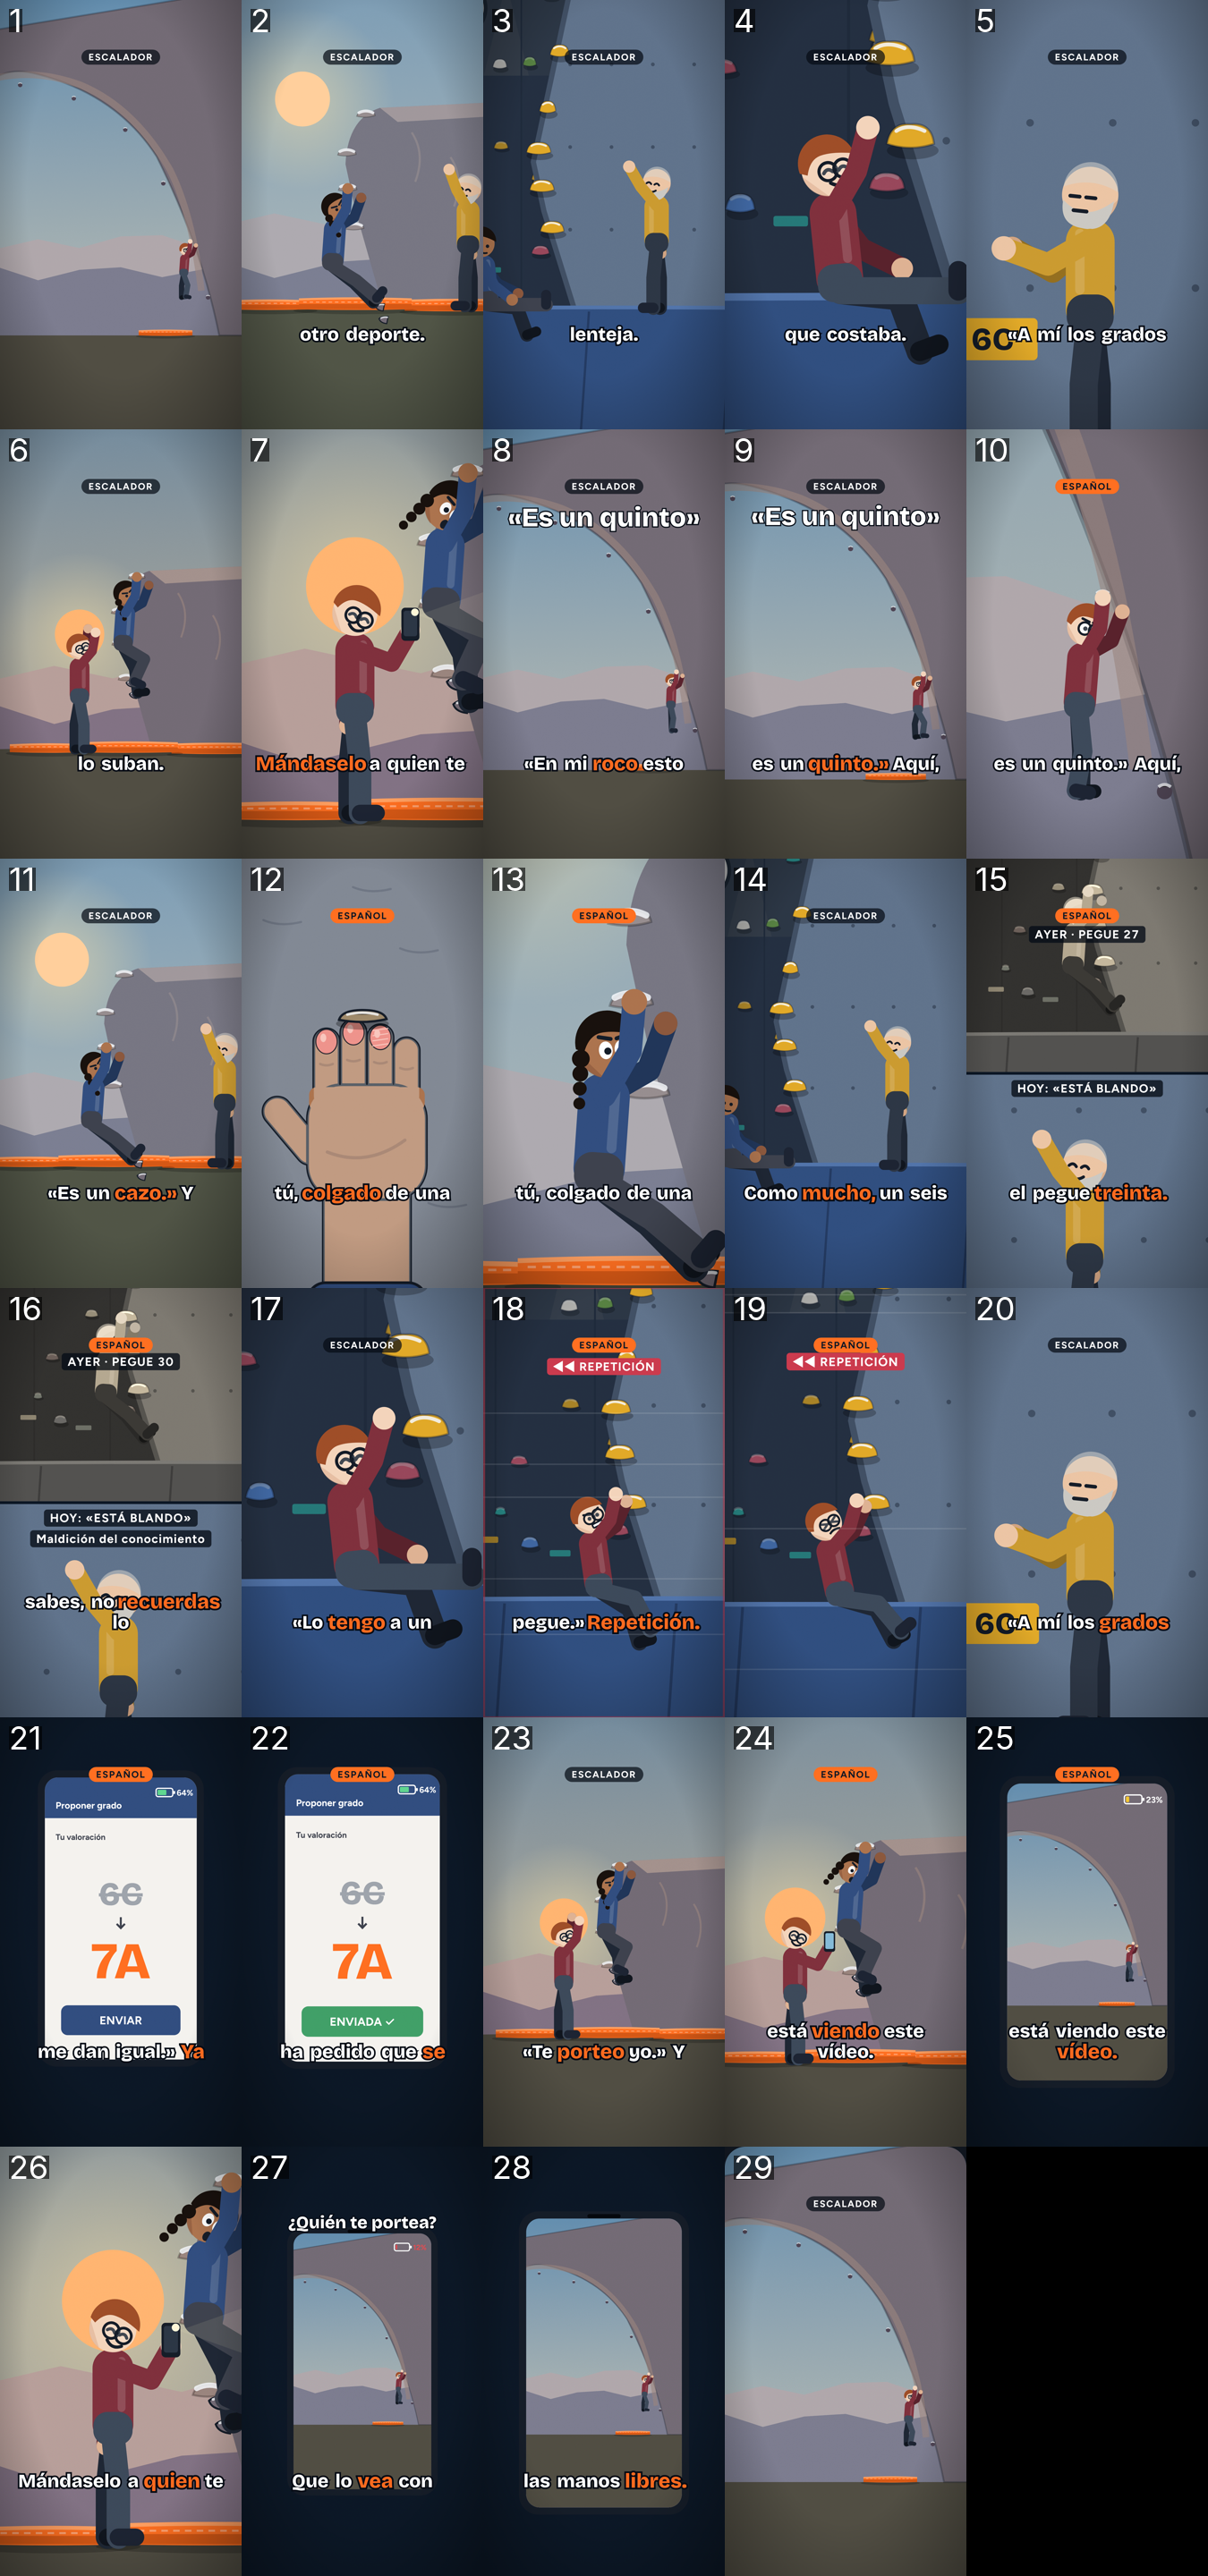 1
ESCALADOR
2
ESCALADOR
otro deporte.
3
ESCALADOR
lenteja.
4
ESCALADOR
que costaba.
5
ESCALADOR
6C
«A mí los grados
6
ESCALADOR
lo suban.
7
Mándaselo a quien te
8
ESCALADOR
«Es un quinto»
«En mi roco esto
9
ESCALADOR
«Es un quinto»
es un quinto.» Aquí,
10
ESPAÑOL
es un quinto.» Aquí,
11
ESCALADOR
«Es un cazo.» Y
12
ESPAÑOL
tú, colgado de una
13
ESPAÑOL
tú, colgado de una
14
ESCALADOR
Como mucho, un seis
15
ESPAÑOL
AYER · PEGUE 27
HOY: «ESTÁ BLANDO»
el pegue treinta.
16
ESPAÑOL
AYER · PEGUE 30
HOY: «ESTÁ BLANDO»
Maldición del conocimiento
sabes, no recuerdas
lo
17
ESCALADOR
«Lo tengo a un
18
ESPAÑOL
◀◀ REPETICIÓN
pegue.» Repetición.
19
ESPAÑOL
◀◀ REPETICIÓN
20
ESCALADOR
6C
«A mí los grados
21
ESPAÑOL
64%
Proponer grado
Tu valoración
6C
↓
7A
ENVIAR
me dan igual.» Ya
22
ESPAÑOL
64%
Proponer grado
Tu valoración
6C
↓
7A
ENVIADA ✓
ha pedido que se
23
ESCALADOR
«Te porteo yo.» Y
24
ESPAÑOL
está viendo este
vídeo.
25
ESPAÑOL
23%
está viendo este
vídeo.
26
Mándaselo a quien te
27
¿Quién te portea?
Que lo vea con
28
las manos libres.
29
ESCALADOR